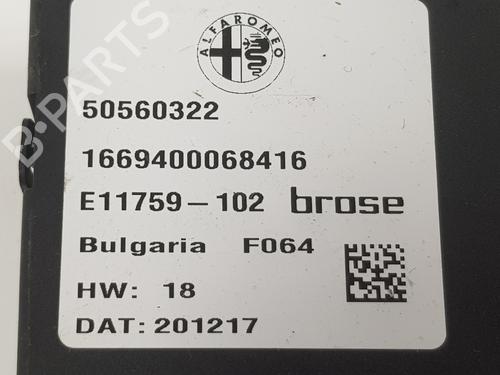 ALFA ROMEO
50560322
1669400068416
E11759-102 brose
Bulgaria F064
HW: 18
DAT: 201217
B-PARTS